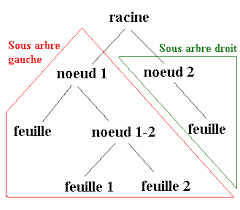 racine
Sous arbre gauche
Sous arbre droit
noeud 1
noeud 2
feuille
noeud 1-2
feuille
feuille 1
feuille 2